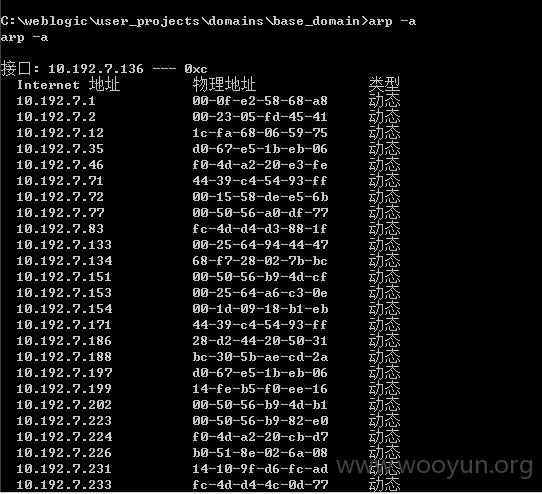 C:\weblogic\user_projects\domains\base_domain>arp -a
arp -a
接口: 10.192.7.136 --- 0xc
Internet 地址 物理地址 类型
10.192.7.1 00-0f-e2-58-68-a8 动态
10.192.7.2 00-23-05-fd-45-41 动态
10.192.7.12 1c-fa-68-06-59-75 动态
10.192.7.35 d0-67-e5-1b-eb-06 动态
10.192.7.46 f0-4d-a2-20-e3-fe 动态
10.192.7.71 44-39-c4-54-93-ff 动态
10.192.7.72 00-15-58-de-e5-6b 动态
10.192.7.77 00-50-56-a0-df-77 动态
10.192.7.83 fc-4d-d4-d3-88-1f 动态
10.192.7.133 00-25-64-94-44-47 动态
10.192.7.134 68-f7-28-02-7b-bc 动态
10.192.7.151 00-50-56-b9-4d-cf 动态
10.192.7.153 00-25-64-a6-c3-0e 动态
10.192.7.154 00-1d-09-18-b1-eb 动态
10.192.7.171 44-39-c4-54-93-ff 动态
10.192.7.186 28-d2-44-20-50-31 动态
10.192.7.188 bc-30-5b-ae-cd-2a 动态
10.192.7.197 d0-67-e5-1b-eb-06 动态
10.192.7.199 14-fe-b5-f0-ee-16 动态
10.192.7.202 00-50-56-b9-4d-b1 动态
10.192.7.223 00-50-56-b9-82-e0 动态
10.192.7.224 f0-4d-a2-20-cb-d7 动态
10.192.7.226 b0-51-8e-02-6a-08 动态
10.192.7.231 14-10-9f-d6-fc-ad 动态
10.192.7.233 fc-4d-d4-4c-0d-77 动态
www.wooyun.org